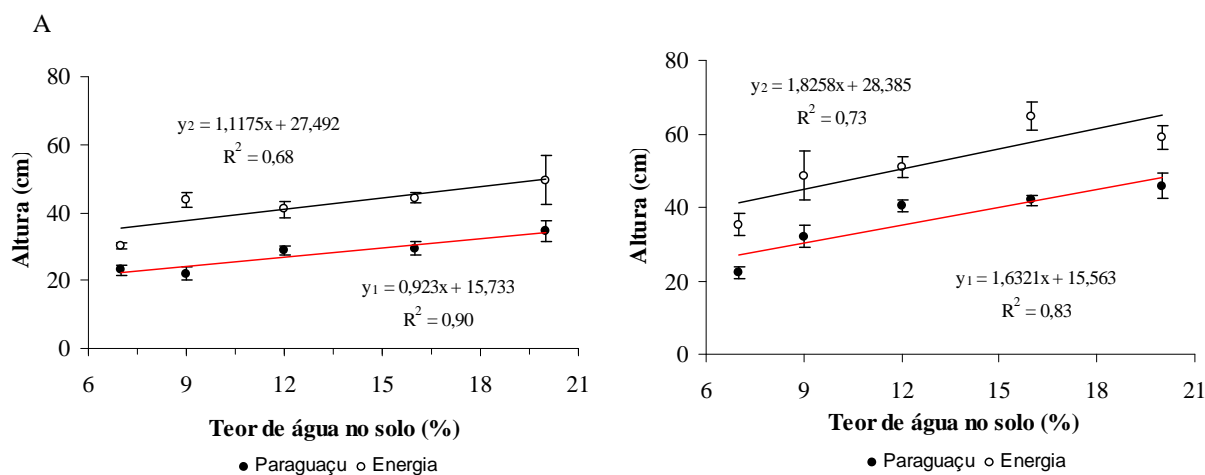 A
80
60
40
20
0
Altura (cm)
y2 = 1,1175x + 27,492
R2 = 0,68
y1 = 0,923x + 15,733
R2 = 0,90
6 9 12 15 18 21
Teor de água no solo (%)
● Paraguaçu ○ Energia
80
60
40
20
0
Altura (cm)
y2 = 1,8258x + 28,385
R2 = 0,73
y1 = 1,6321x + 15,563
R2 = 0,83
6 9 12 15 18 21
Teor de água no solo (%)
● Paraguaçu ○ Energia